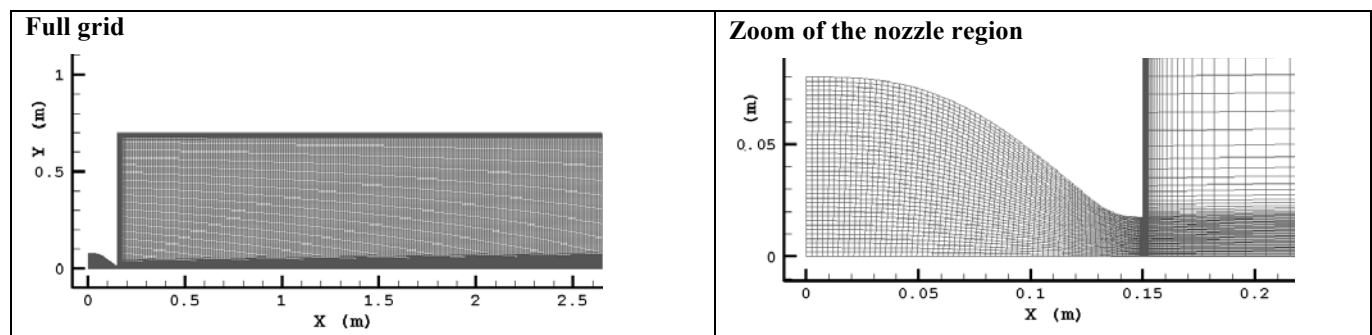 Full grid
1
0.5
0
Y (m)
0 0.5 1 1.5 2 2.5
X (m)
Zoom of the nozzle region
(m)
0.05
0
0 0.05 0.1 0.15 0.2
X (m)